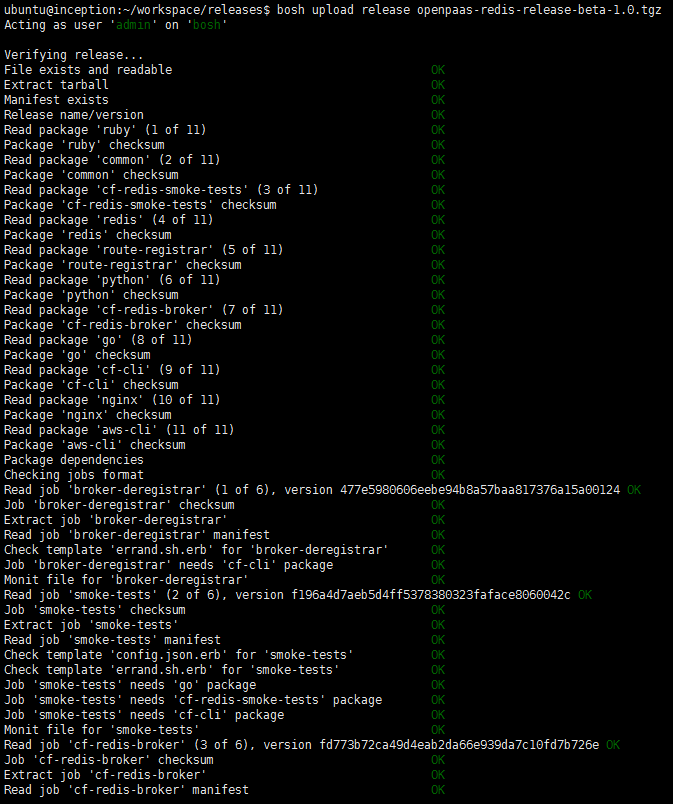 ubuntu@inception:~/workspace/releases$ bosh upload release openpaas-redis-release-beta-1.0.tgz
Acting as user 'admin' on 'bosh'
Verifying release...
File exists and readable OK
Extract tarball OK
Manifest exists OK
Release name/version OK
Read package 'ruby' (1 of 11) OK
Package 'ruby' checksum OK
Read package 'common' (2 of 11) OK
Package 'common' checksum OK
Read package 'cf-redis-smoke-tests' (3 of 11) OK
Package 'cf-redis-smoke-tests' checksum OK
Read package 'redis' (4 of 11) OK
Package 'redis' checksum OK
Read package 'route-registrar' (5 of 11) OK
Package 'route-registrar' checksum OK
Read package 'python' (6 of 11) OK
Package 'python' checksum OK
Read package 'cf-redis-broker' (7 of 11) OK
Package 'cf-redis-broker' checksum OK
Read package 'go' (8 of 11) OK
Package 'go' checksum OK
Read package 'cf-cli' (9 of 11) OK
Package 'cf-cli' checksum OK
Read package 'nginx' (10 of 11) OK
Package 'nginx' checksum OK
Read package 'aws-cli' (11 of 11) OK
Package 'aws-cli' checksum OK
Package dependencies OK
Checking jobs format OK
Read job 'broker-deregistrar' (1 of 6), version 477e5980606eebe94b8a57baa817376a15a00124 OK
Job 'broker-deregistrar' checksum OK
Extract job 'broker-deregistrar' OK
Read job 'broker-deregistrar' manifest OK
Check template 'errand.sh.erb' for 'broker-deregistrar' OK
Job 'broker-deregistrar' needs 'cf-cli' package OK
Monit file for 'broker-deregistrar' OK
Read job 'smoke-tests' (2 of 6), version f196a4d7aeb5d4ff5378380323faface8060042c OK
Job 'smoke-tests' checksum OK
Extract job 'smoke-tests' OK
Read job 'smoke-tests' manifest OK
Check template 'config.json.erb' for 'smoke-tests' OK
Check template 'errand.sh.erb' for 'smoke-tests' OK
Job 'smoke-tests' needs 'go' package OK
Job 'smoke-tests' needs 'cf-redis-smoke-tests' package OK
Job 'smoke-tests' needs 'cf-cli' package OK
Monit file for 'smoke-tests' OK
Read job 'cf-redis-broker' (3 of 6), version fd773b72ca49d4eab2da66e939da7c10fd7b726e OK
Job 'cf-redis-broker' checksum OK
Extract job 'cf-redis-broker' OK
Read job 'cf-redis-broker' manifest OK